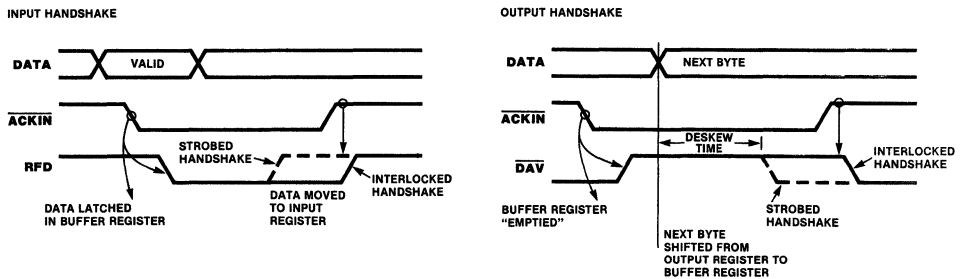 INPUT HANDSHAKE
DATA
VALID
ACKIN
RFD
STROBED
HANDSHAKE
INTERLOCKED
HANDSHAKE
DATA LATCHED
IN BUFFER REGISTER
DATA MOVED
TO INPUT
REGISTER
OUTPUT HANDSHAKE
DATA
NEXT BYTE
ACKIN
DESKEW
TIME
DAV
INTERLOCKED
HANDSHAKE
BUFFER REGISTER
“EMPTIED”
STROBED
HANDSHAKE
NEXT BYTE
SHIFTED FROM
OUTPUT REGISTER TO
BUFFER REGISTER